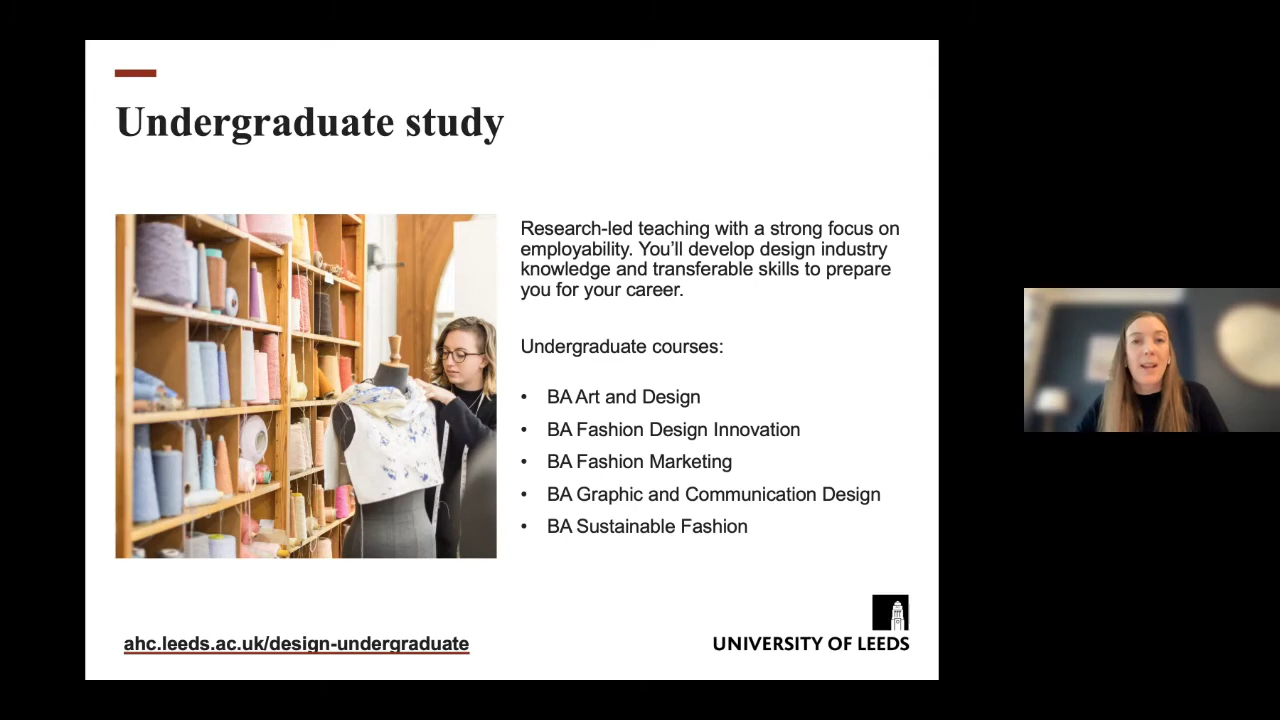 Undergraduate study
Research-led teaching with a strong focus on
employability. You’ll develop design industry
knowledge and transferable skills to prepare
you for your career.
Undergraduate courses:
• BA Art and Design
• BA Fashion Design Innovation
• BA Fashion Marketing
• BA Graphic and Communication Design
• BA Sustainable Fashion
ahc.leeds.ac.uk/design-undergraduate
UNIVERSITY OF LEEDS